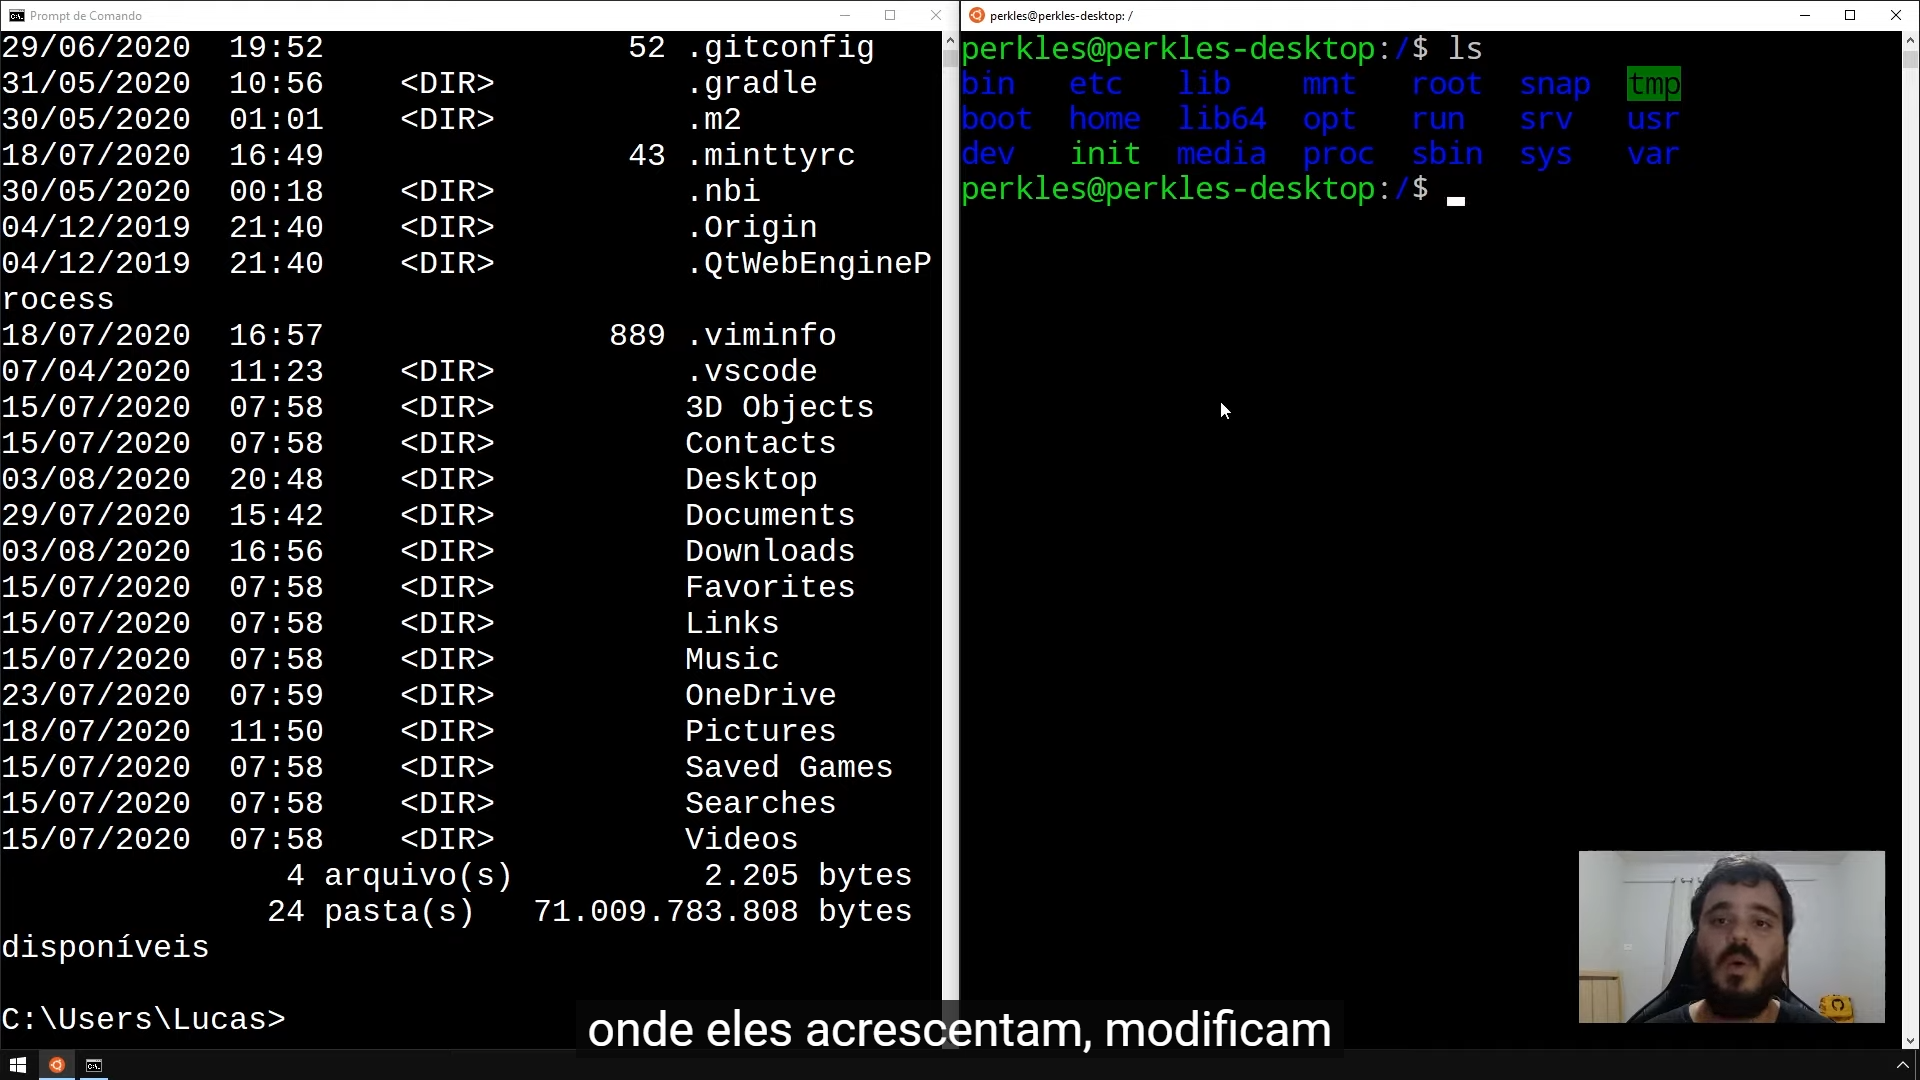 Prompt de Comando
29/06/2020 19:52 52 .gitconfig
31/05/2020 10:56 <DIR> .gradle
30/05/2020 01:01 <DIR> .m2
18/07/2020 16:49 43 .minttyrc
30/05/2020 00:18 <DIR> .nbi
04/12/2019 21:40 <DIR> .Origin
04/12/2019 21:40 <DIR> .QtWebEngineP
rocess
18/07/2020 16:57 889 .viminfo
07/04/2020 11:23 <DIR> .vscode
15/07/2020 07:58 <DIR> 3D Objects
15/07/2020 07:58 <DIR> Contacts
03/08/2020 20:48 <DIR> Desktop
29/07/2020 15:42 <DIR> Documents
03/08/2020 16:56 <DIR> Downloads
15/07/2020 07:58 <DIR> Favorites
15/07/2020 07:58 <DIR> Links
15/07/2020 07:58 <DIR> Music
23/07/2020 07:59 <DIR> OneDrive
18/07/2020 11:50 <DIR> Pictures
15/07/2020 07:58 <DIR> Saved Games
15/07/2020 07:58 <DIR> Searches
15/07/2020 07:58 <DIR> Videos
4 arquivo(s) 2.205 bytes
24 pasta(s) 71.009.783.808 bytes
disponíveis
C:\Users\Lucas>
perkles@perkles-desktop: /
perkles@perkles-desktop:/$ ls
bin etc lib mnt root snap tmp
boot home lib64 opt run srv usr
dev init media proc sbin sys var
perkles@perkles-desktop:/$
onde eles acrescentam, modificam